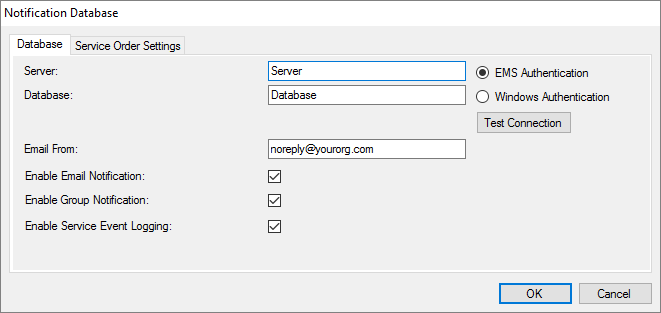 Notification Database
Database Service Order Settings
Server: Server EMS Authentication
Database: Database Windows Authentication
Test Connection
Email From: noreply@yourorg.com
Enable Email Notification:
Enable Group Notification:
Enable Service Event Logging:
OK Cancel